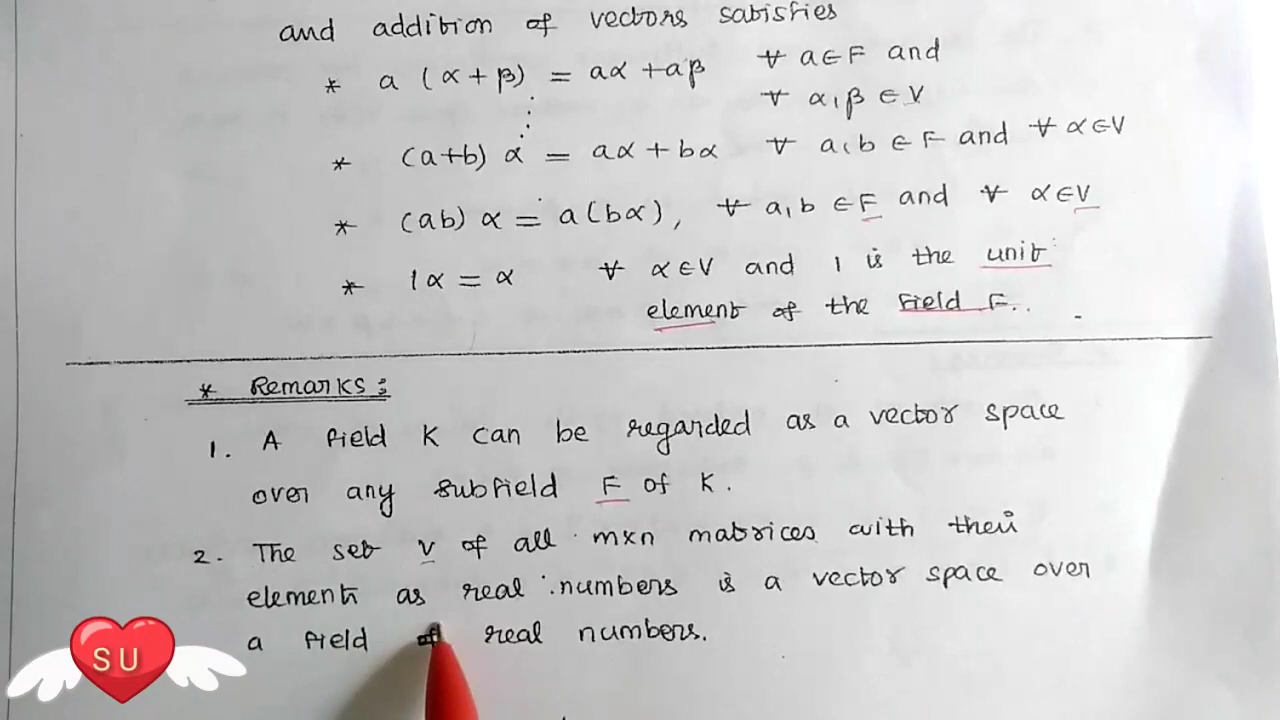 and addition of vectors satisfies
* a (α + β) = aα + aβ ∀ a ∈ F and
∀ α, β ∈ V
* (a+b) α = aα + bα ∀ a, b ∈ F and ∀ α ∈ V
* (ab) α = a(bα), ∀ a, b ∈ F and ∀ α ∈ V
* 1α = α ∀ α ∈ V and 1 is the unit
element of the Field F..
* Remarks:
1. A field K can be regarded as a vector space
over any subfield F of K.
2. The set V of all m×n matrices with their
elements as real numbers is a vector space over
a field of real numbers.
SU